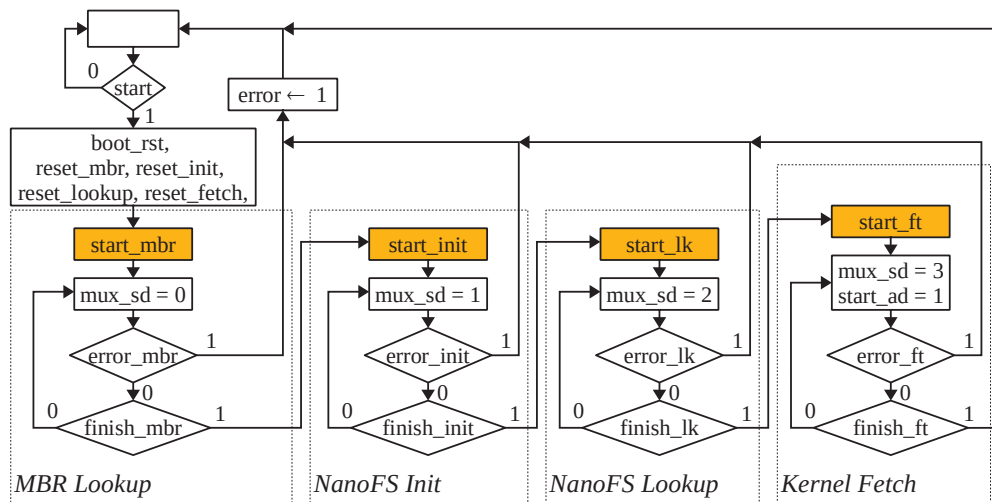 0
start
1
error ← 1
boot_rst,
reset_mbr, reset_init,
reset_lookup, reset_fetch,
start_mbr
mux_sd = 0
error_mbr
1
0
0
finish_mbr
1
MBR Lookup
start_init
mux_sd = 1
error_init
1
0
0
finish_init
1
NanoFS Init
start_lk
mux_sd = 2
error_lk
1
0
0
finish_lk
1
NanoFS Lookup
start_ft
mux_sd = 3
start_ad = 1
error_ft
1
0
0
finish_ft
1
Kernel Fetch